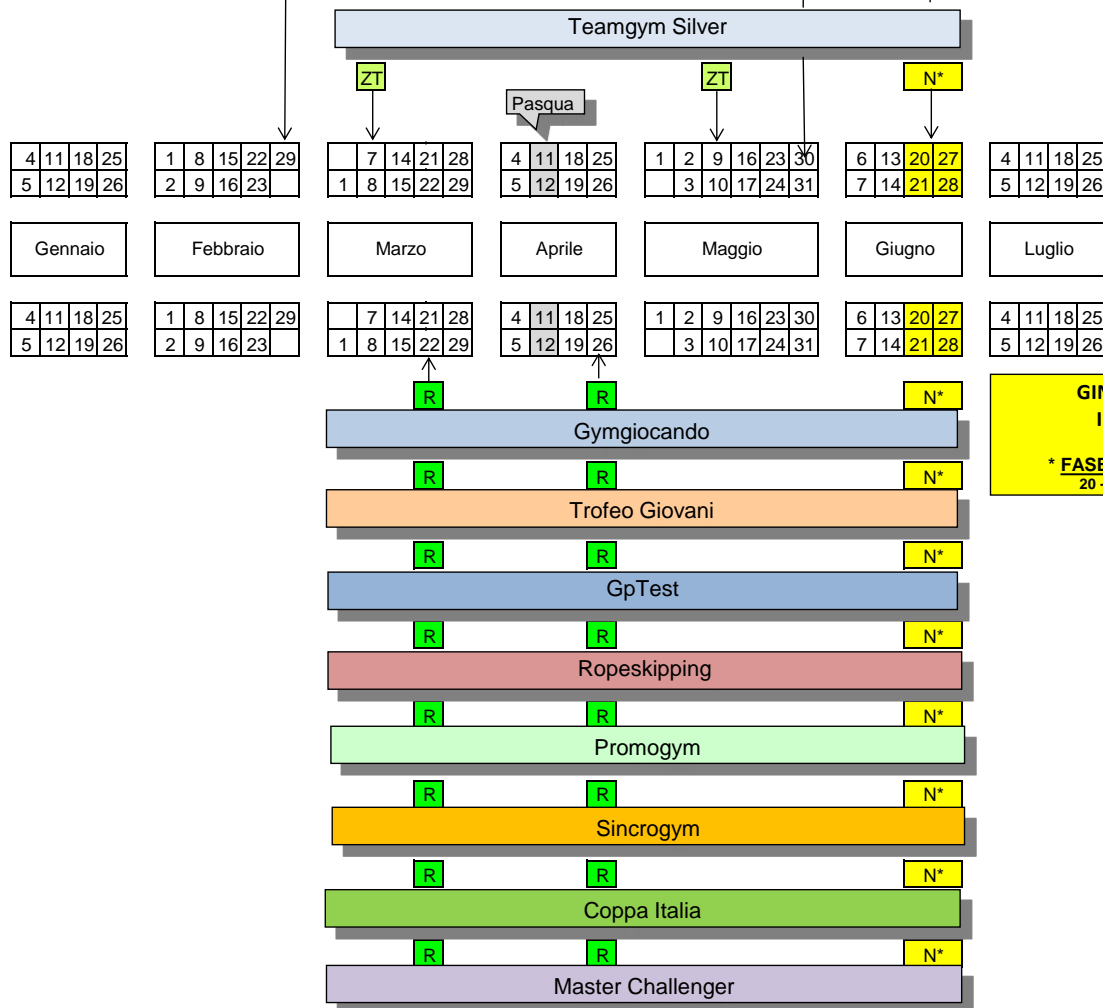 Teamgym Silver
ZT ZT N*
Pasqua
4 11 18 25 1 8 15 22 29 7 14 21 28 4 11 18 25 1 2 9 16 23 30 6 13 20 27 4 11 18 25
5 12 19 26 2 9 16 23 1 8 15 22 29 5 12 19 26 3 10 17 24 31 7 14 21 28 5 12 19 26
Gennaio Febbraio Marzo Aprile Maggio Giugno Luglio
4 11 18 25 1 8 15 22 29 7 14 21 28 4 11 18 25 1 2 9 16 23 30 6 13 20 27 4 11 18 25
5 12 19 26 2 9 16 23 1 8 15 22 29 5 12 19 26 3 10 17 24 31 7 14 21 28 5 12 19 26
R R N*
Gymgiocando
R R N*
Trofeo Giovani
R R N*
GpTest
R R N*
Ropeskipping
R R N*
Promogym
R R N*
Sincrogym
R R N*
Coppa Italia
R R N*
Master Challenger
* FASE
20 -